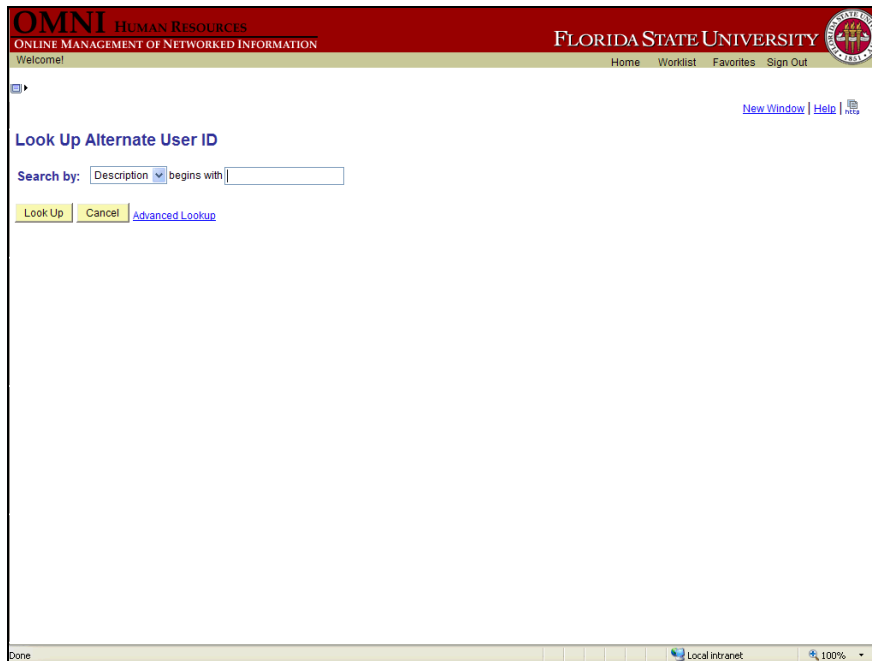 OMNI HUMAN RESOURCES
ONLINE MANAGEMENT OF NETWORKED INFORMATION
FLORIDA STATE UNIVERSITY
Welcome!
Home Worklist Favorites Sign Out
New Window | Help | http
Look Up Alternate User ID
Search by: Description begins with
Look Up Cancel Advanced Lookup
Done Local intranet 100%